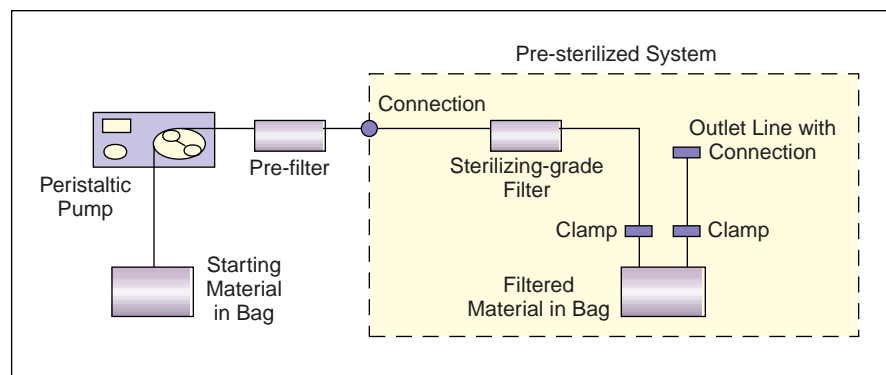 Pre-sterilized System
Connection
Outlet Line with
Connection
Pre-filter
Sterilizing-grade
Filter
Peristaltic
Pump
Clamp
Clamp
Starting
Material
in Bag
Filtered
Material in Bag